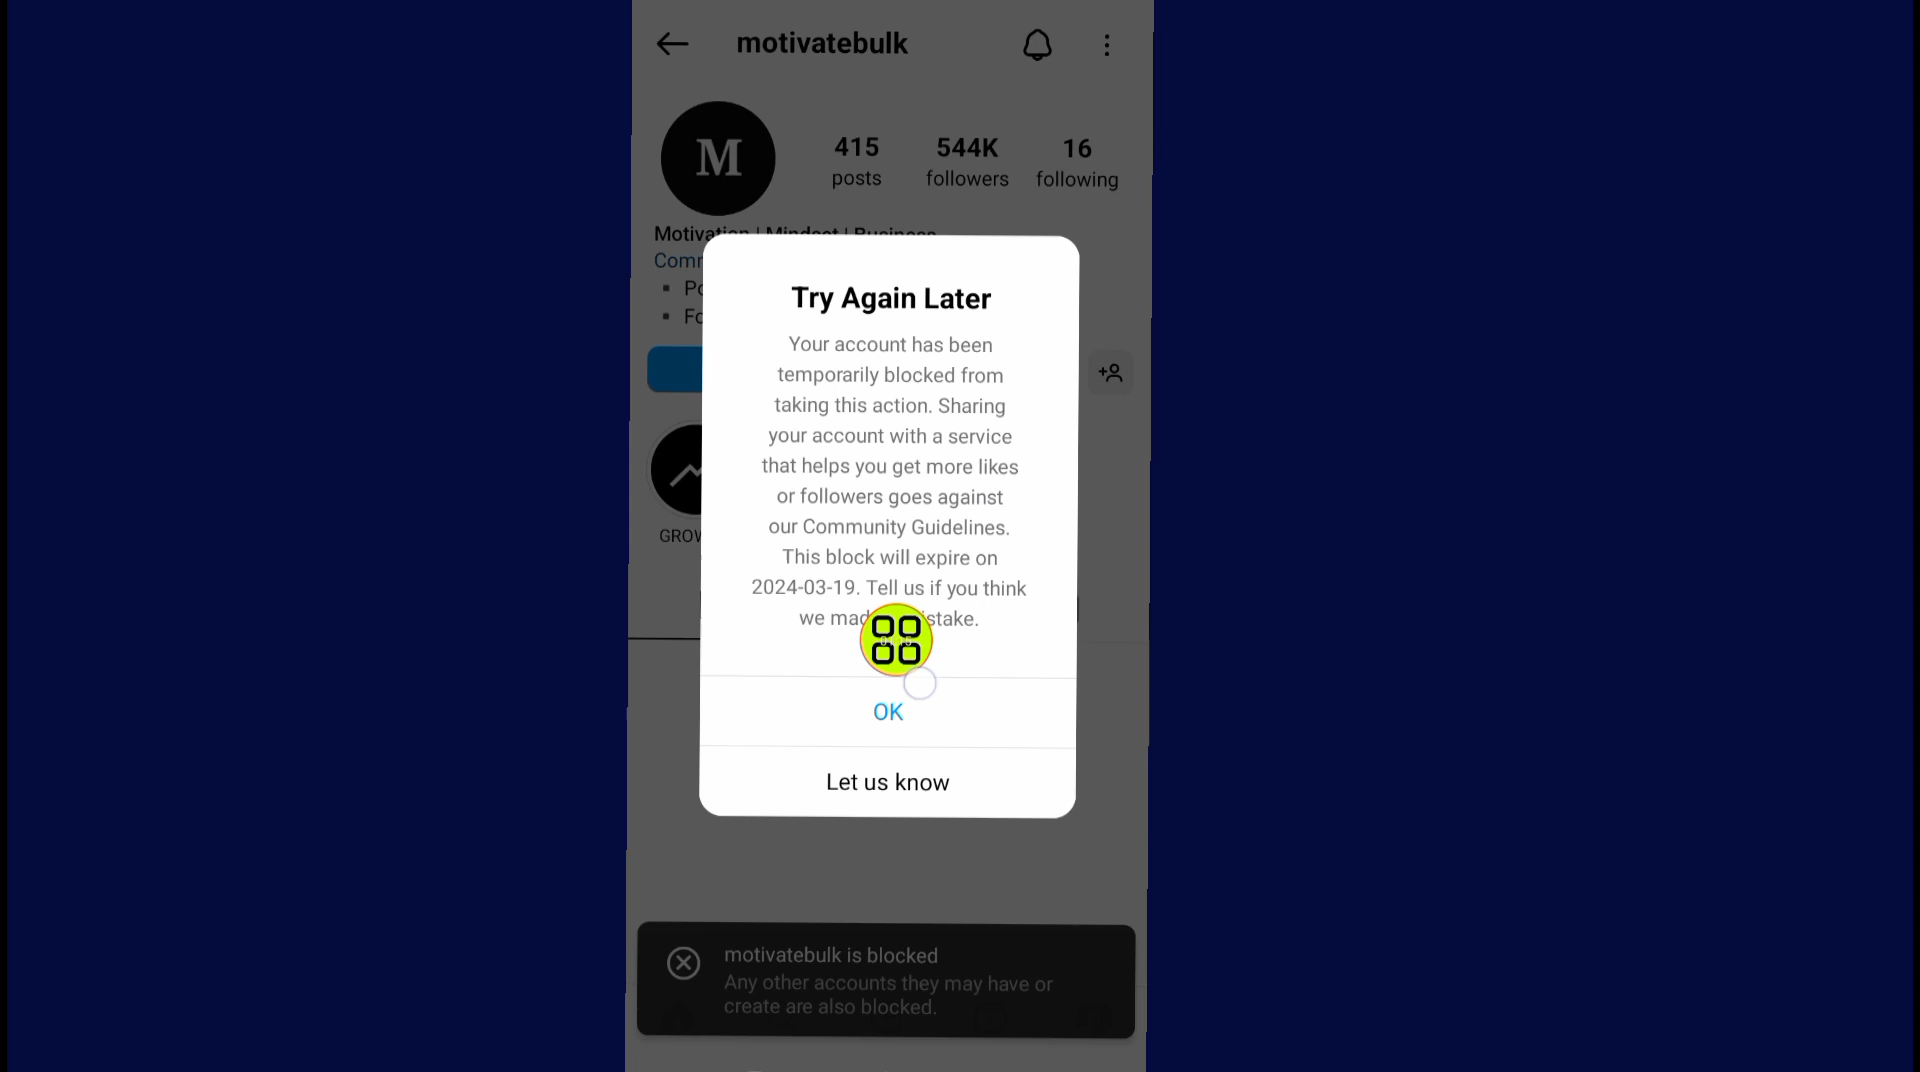 motivatebulk
M
415
posts
544K
followers
16
following
Try Again Later
Your account has been
temporarily blocked from
taking this action. Sharing
your account with a service
that helps you get more likes
or followers goes against
our Community Guidelines.
This block will expire on
2024-03-19. Tell us if you think
we
OK
Let us know
motivatebulk is blocked
Any other accounts they may have or
create are also blocked.